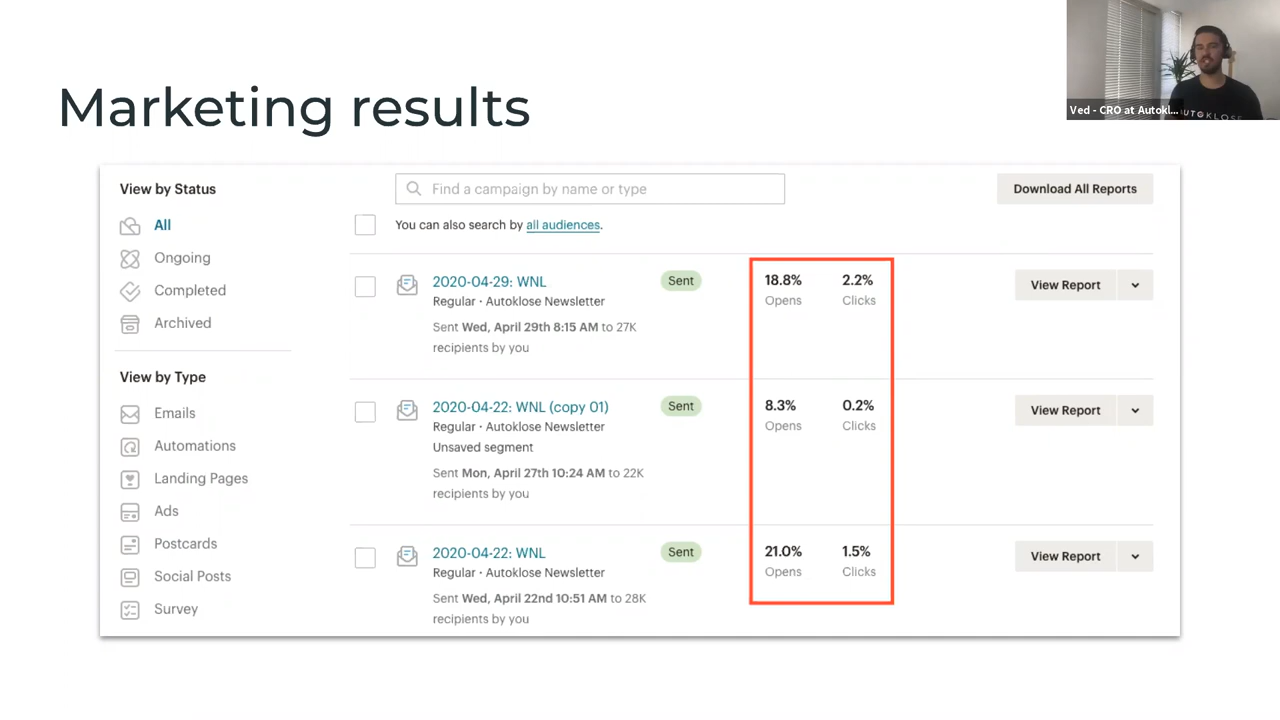 Marketing results
Ved - CRO at Autokl...
UTOKLOSE
View by Status
All
Ongoing
Completed
Archived
View by Type
Emails
Automations
Landing Pages
Ads
Postcards
Social Posts
Survey
Find a campaign by name or type
Download All Reports
You can also search by all audiences.
2020-04-29: WNL
Regular · Autoklose Newsletter
Sent Wed, April 29th 8:15 AM to 27K
recipients by you
Sent
18.8% 2.2%
Opens Clicks
View Report
2020-04-22: WNL (copy 01)
Regular · Autoklose Newsletter
Unsaved segment
Sent Mon, April 27th 10:24 AM to 22K
recipients by you
Sent
8.3% 0.2%
Opens Clicks
View Report
2020-04-22: WNL
Regular · Autoklose Newsletter
Sent Wed, April 22nd 10:51 AM to 28K
recipients by you
Sent
21.0% 1.5%
Opens Clicks
View Report